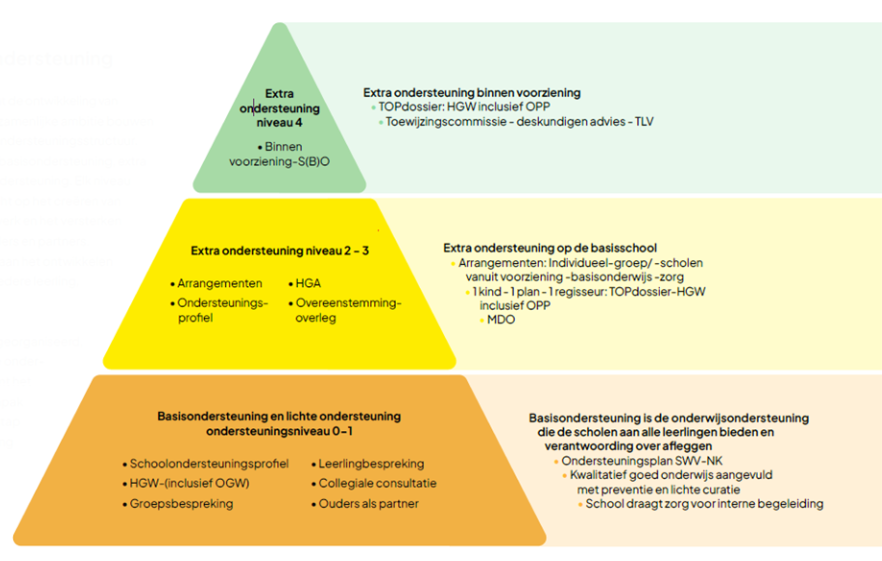 Extra
ondersteuning
niveau 4
• Binnen
voorziening-S(B)O
Extra ondersteuning binnen voorziening
• TOPdossier: HGW inclusief OPP
• Toewijzingscommissie - deskundigen advies - TLV
Extra ondersteuning niveau 2 – 3
• Arrangementen
• Ondersteunings-
profiel
• HGA
• Overeenstemming-
overleg
Extra ondersteuning op de basisschool
• Arrangementen: Individueel-groep/ -scholen
vanuit voorziening -basisonderwijs -zorg
• 1 kind - 1 plan - 1 regisseur: TOPdossier-HGW
inclusief OPP
• MDO
Basisondersteuning en lichte ondersteuning
ondersteuningsniveau 0–1
• Schoolondersteuningsprofiel
• HGW-(inclusief OGW)
• Groepsbespreking
• Leerlingbespreking
• Collegiale consultatie
• Ouders als partner
Basisondersteuning is de onderwijsondersteuning
die de scholen aan alle leerlingen bieden en
verantwoording over afleggen
• Ondersteuningsplan SWV-NK
• Kwalitatief goed onderwijs aangevuld
met preventie en lichte curatie
• School draagt zorg voor interne begeleiding